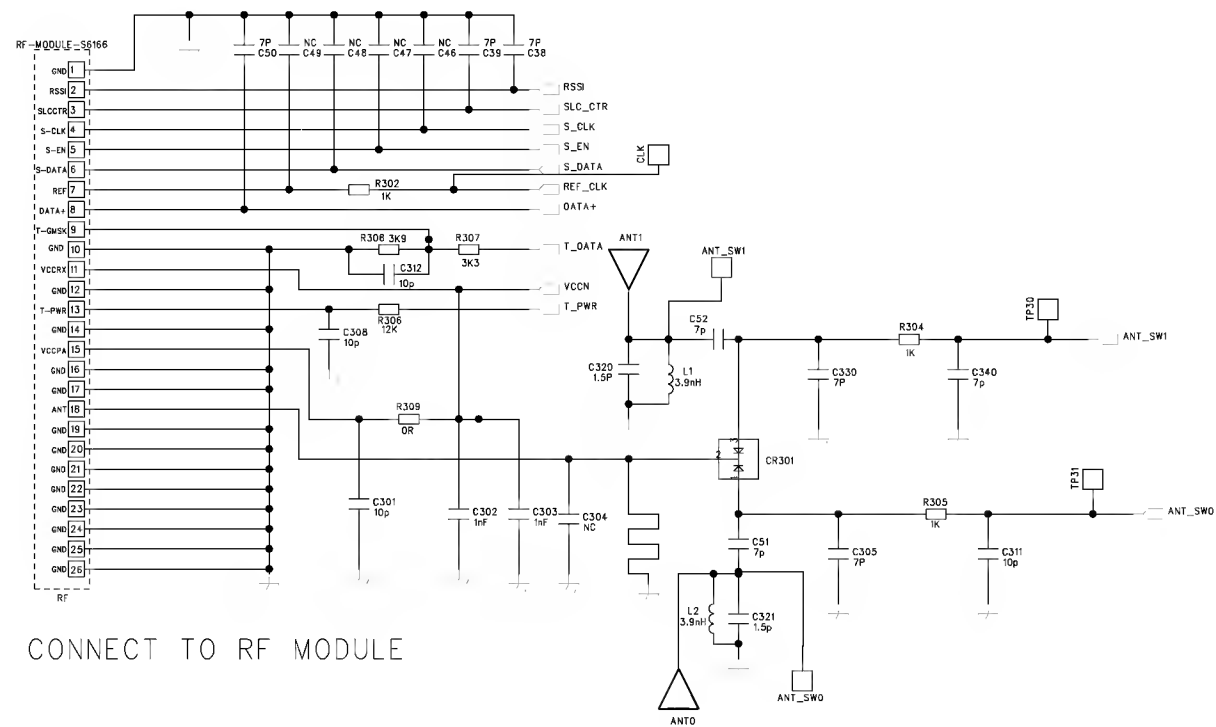 RF-MODULE-S6166
GND 1
RSSI 2
SLCCTR 3
S-CLK 4
S-EN 5
S-DATA 6
REF 7
DATA+ 8
T-GMSK 9
GND 10
VCCRX 11
GND 12
T-PWR 13
GND 14
VCCPA 15
GND 16
GND 17
ANT 18
GND 19
GND 20
GND 21
GND 22
GND 23
GND 24
GND 25
GND 26
RF
7P
C50
NC
C49
NC
C48
NC
C47
NC
C46
7P
C39
7P
C38
RSSI
SLC_CTR
S_CLK
S_EN
S_DATA
REF_CLK
DATA+
T_DATA
VCCN
T_PWR
CLK
R302
1K
R308 3K9
R307
3K3
C312
10p
R306
12K
C308
10p
R309
0R
C301
10p
C302
1nF
C303
1nF
C304
NC
ANT1
ANT_SW1
C52
7p
C320
1.5P
L1
3.9nH
R304
1K
TP30
ANT_SW1
C330
7P
C340
7p
3
2
1
CR301
C51
7p
R305
1K
TP31
ANT_SW0
C305
7P
C311
10p
L2
3.9nH
C321
1.5p
ANT_SW0
ANT0
CONNECT TO RF MODULE